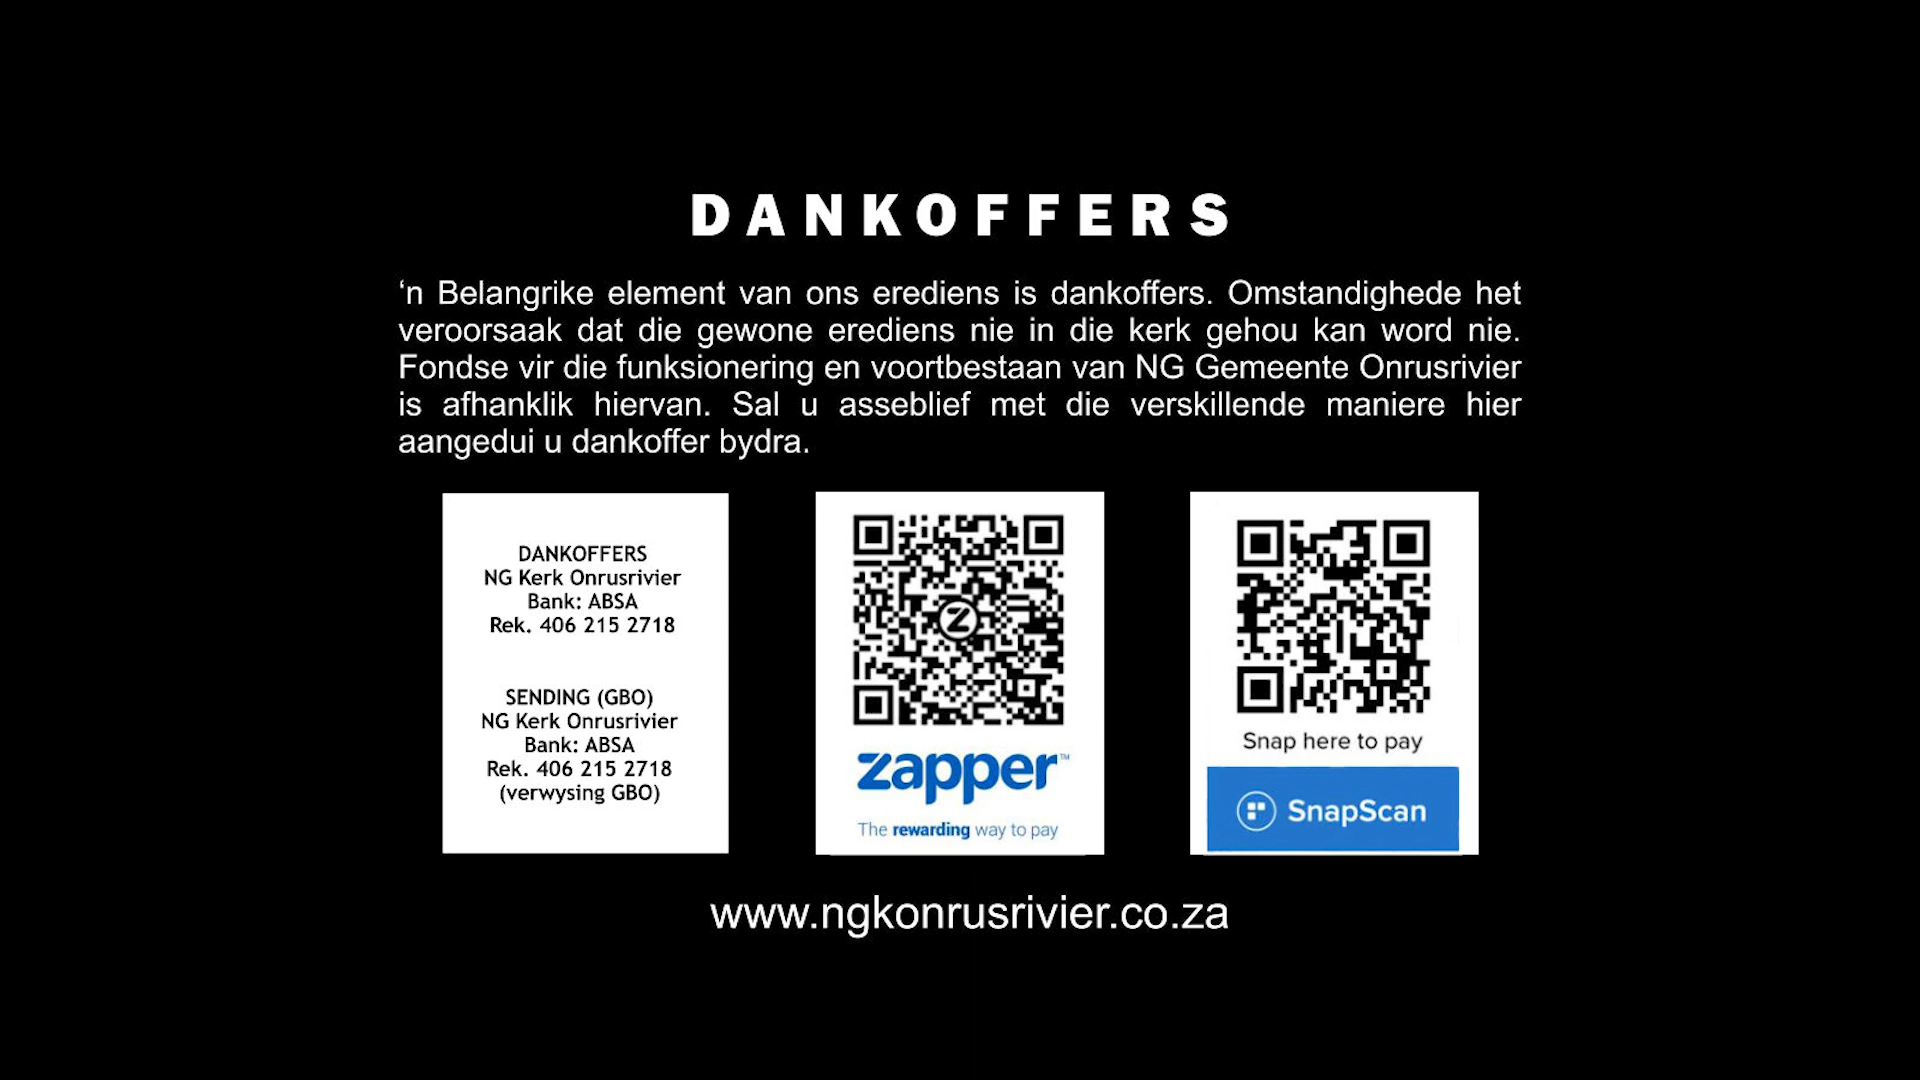 DANKOFFERS
‘n Belangrike element van ons erediens is dankoffers. Omstandighede het
veroorsaak dat die gewone erediens nie in die kerk gehou kan word nie.
Fondse vir die funksionering en voortbestaan van NG Gemeente Onrusrivier
is afhanklik hiervan. Sal u asseblief met die verskillende maniere hier
aangedui u dankoffer bydra.
DANKOFFERS
NG Kerk Onrusrivier
Bank: ABSA
Rek. 406 215 2718
SENDING (GBO)
NG Kerk Onrusrivier
Bank: ABSA
Rek. 406 215 2718
(verwysing GBO)
zapper™
The rewarding way to pay
Snap here to pay
SnapScan
www.ngkonrusrivier.co.za